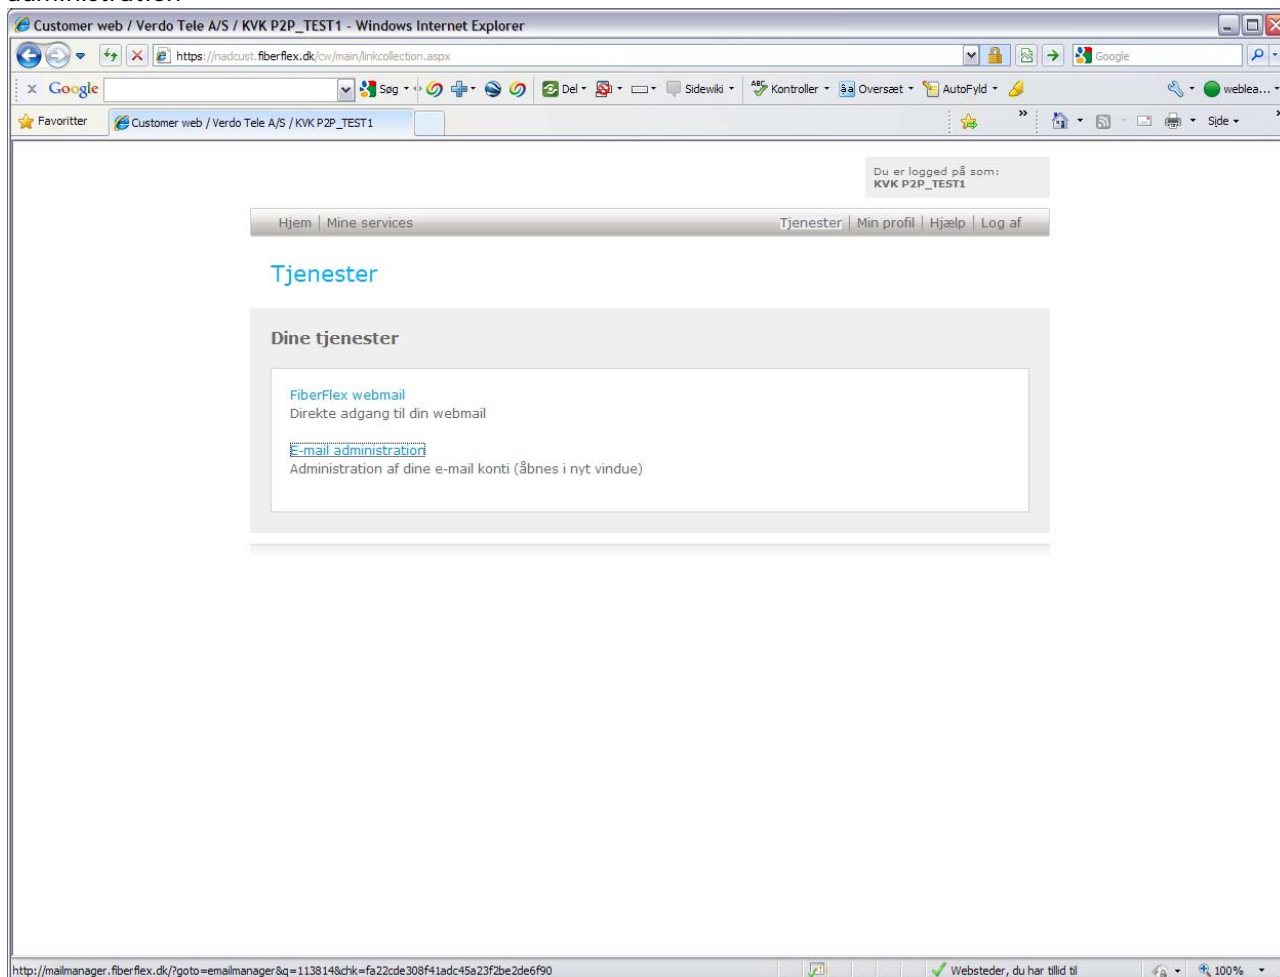 administration
Customer web / Verdo Tele A/S / KVK P2P_TEST1 - Windows Internet Explorer
https://nadcust.fiberflex.dk/cw/main/linkcollection.aspx
Google
x Google
Søg
Del
Sidewiki
ABC Kontroller
aa Oversæt
AutoFyld
weblea...
Favoritter
Customer web / Verdo Tele A/S / KVK P2P_TEST1
»
Side
Du er logged på som:
KVK P2P_TEST1
Hjem | Mine services
Tjenester | Min profil | Hjælp | Log af
Tjenester
Dine tjenester
FiberFlex webmail
Direkte adgang til din webmail
E-mail administration
Administration af dine e-mail konti (åbnes i nyt vindue)
http://mailmanager.fiberflex.dk/?goto=emailmanager&q=113814&chk=fa22cde308f41adc45a23f2be2de6f90
Websteder, du har tillid til
100%